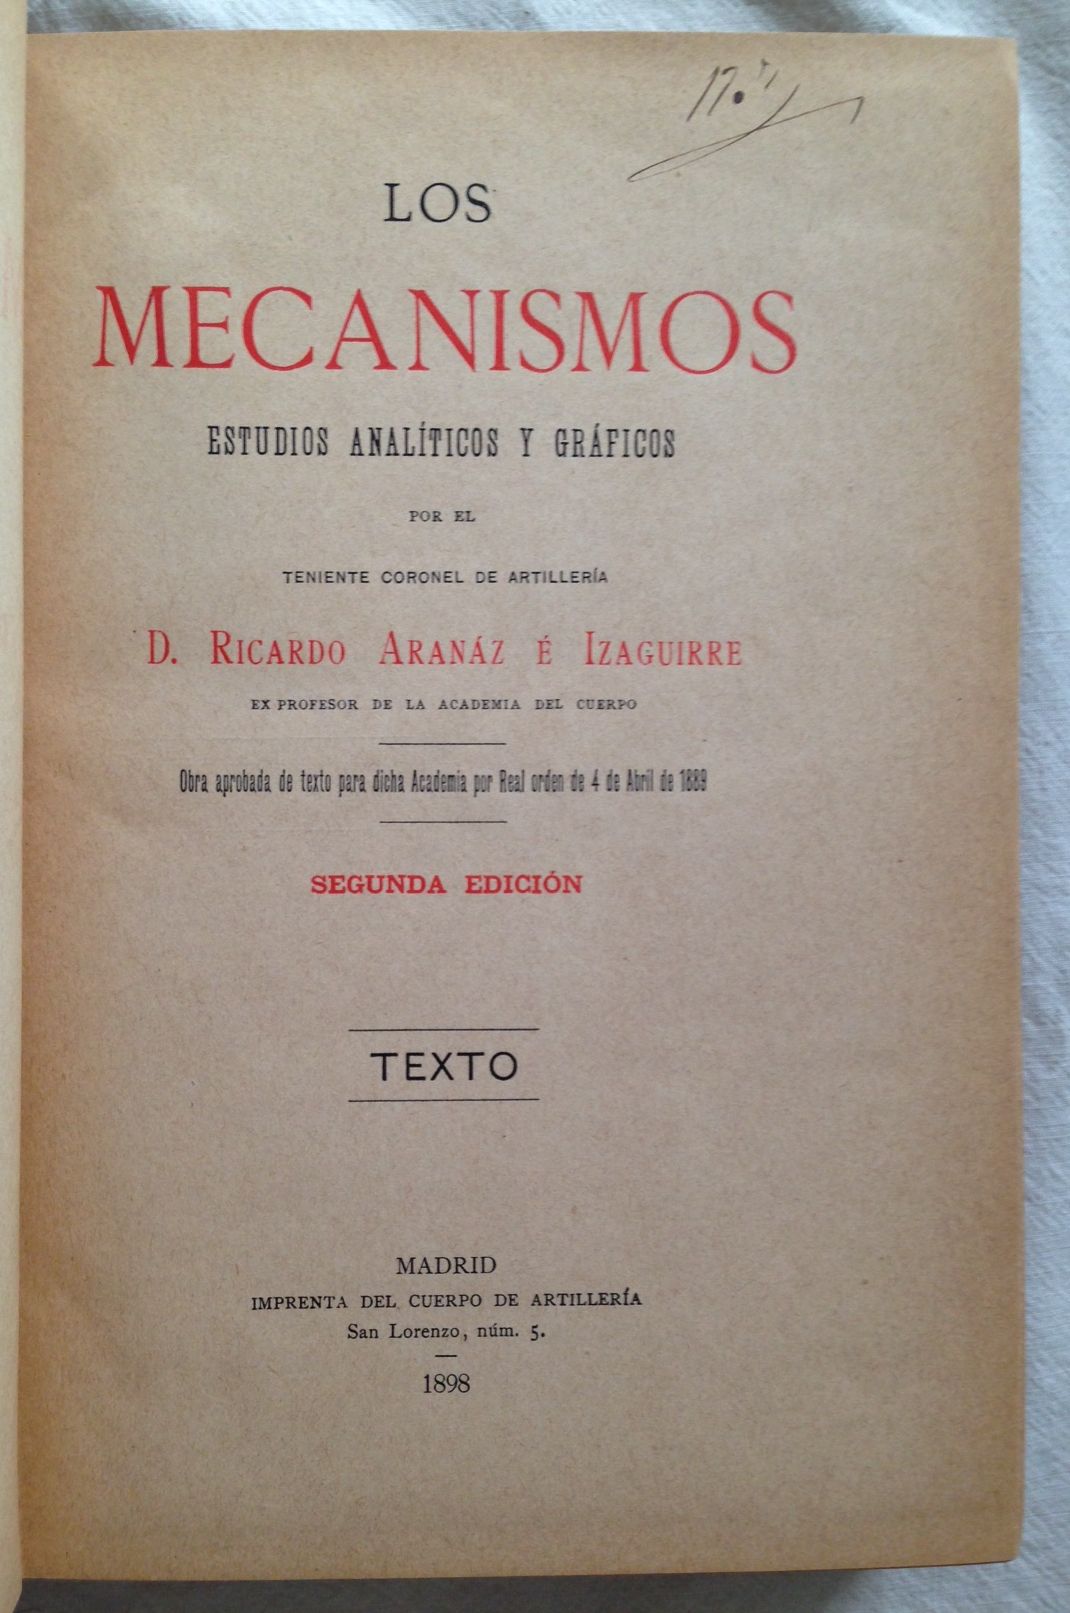 LOS
MECANISMOS
ESTUDIOS ANALÍTICOS Y GRÁFICOS
POR EL
TENIENTE CORONEL DE ARTILLERÍA
D. RICARDO ARANÁZ É IZAGUIRRE
EX PROFESOR DE LA ACADEMIA DEL CUERPO
Obra aprobada de texto para dicha Academia por Real orden de 4 de Abril de 1889
SEGUNDA EDICIÓN
TEXTO
MADRID
IMPRENTA DEL CUERPO DE ARTILLERÍA
San Lorenzo, núm. 5.
1898